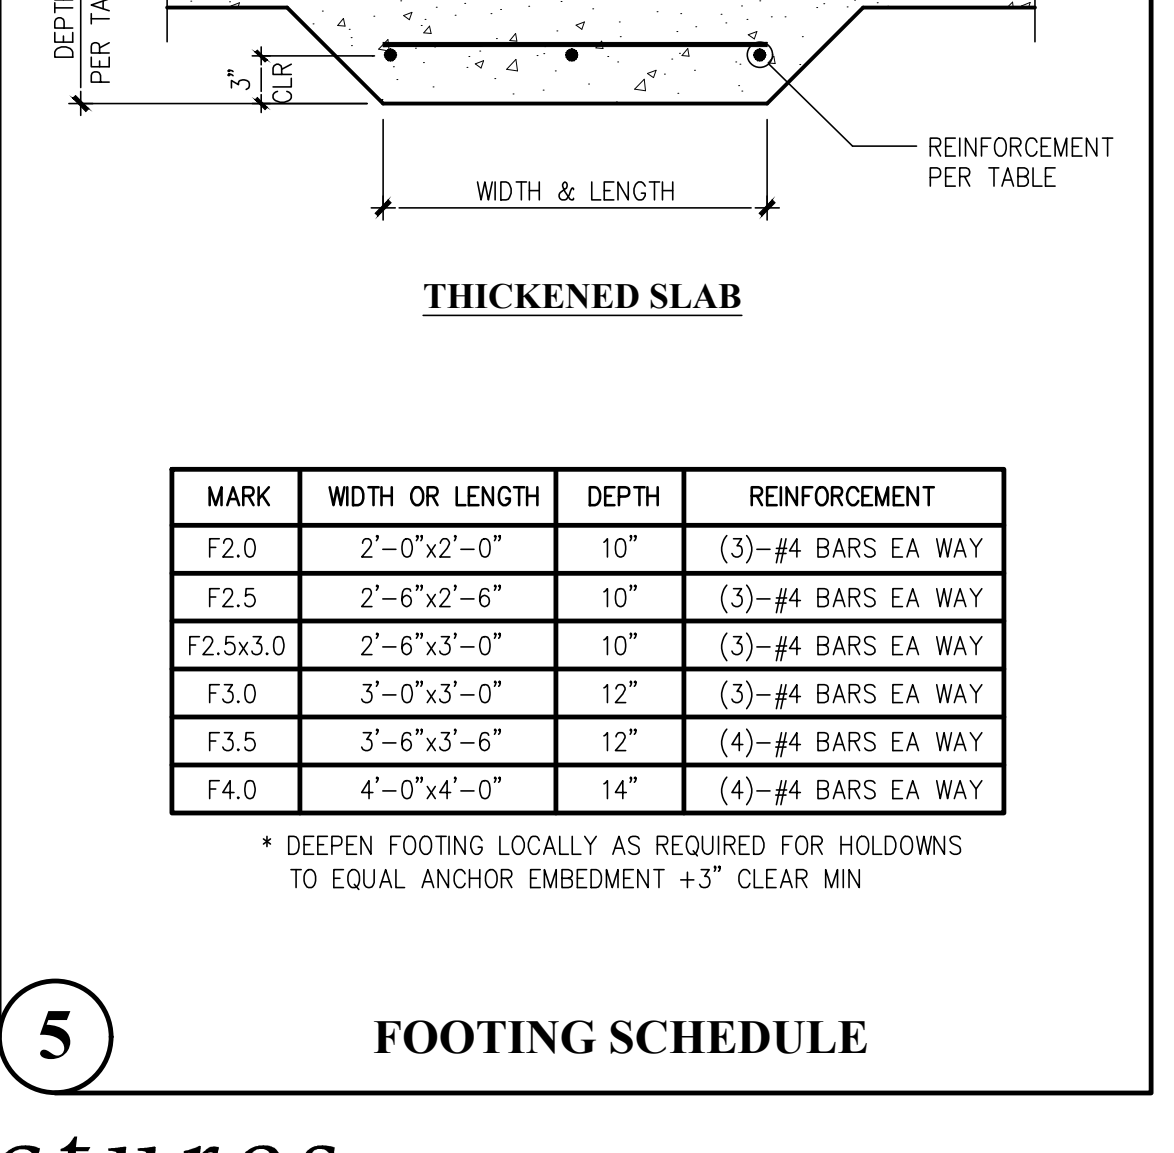 3” CLR
REINFORCEMENT
PER TABLE
WIDTH & LENGTH
THICKENED SLAB
MARK WIDTH OR LENGTH DEPTH REINFORCEMENT
F2.0 2’-0”x2’-0” 10” (3)-#4 BARS EA WAY
F2.5 2’-6”x2’-6” 10” (3)-#4 BARS EA WAY
F2.5x3.0 2’-6”x3’-0” 10” (3)-#4 BARS EA WAY
F3.0 3’-0”x3’-0” 12” (3)-#4 BARS EA WAY
F3.5 3’-6”x3’-6” 12” (4)-#4 BARS EA WAY
F4.0 4’-0”x4’-0” 14” (4)-#4 BARS EA WAY
* DEEPEN FOOTING LOCALLY AS REQUIRED FOR HOLDOWNS
TO EQUAL ANCHOR EMBEDMENT +3” CLEAR MIN
5 FOOTING SCHEDULE